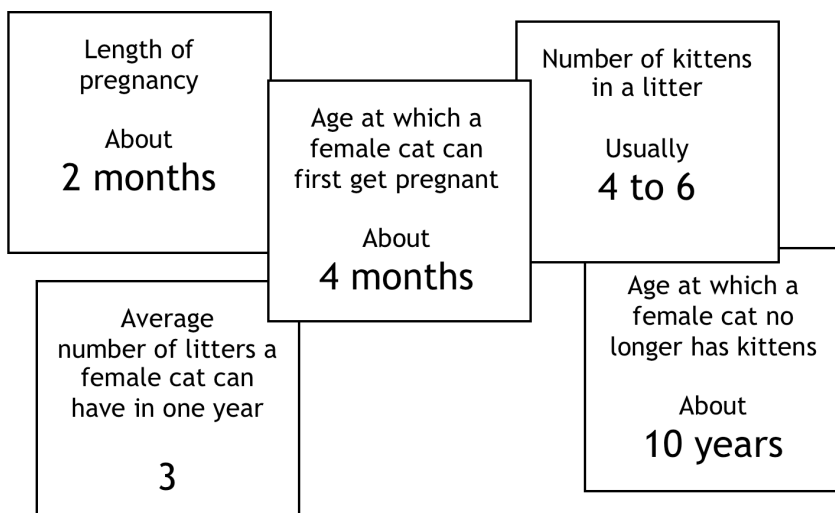 Length of
pregnancy
About
2 months
Age at which a
female cat can
first get pregnant
About
4 months
Number of kittens
in a litter
Usually
4 to 6
Average
number of litters a
female cat can
have in one year
3
Age at which a
female cat no
longer has kittens
About
10 years